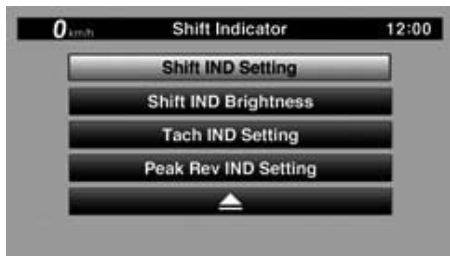 0 km/h Shift Indicator 12:00
Shift IND Setting
Shift IND Brightness
Tach IND Setting
Peak Rev IND Setting